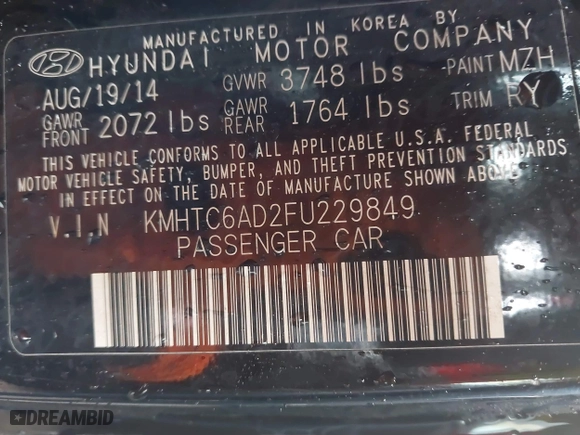 MANUFACTURED IN KOREA BY
HYUNDAI MOTOR COMPANY
AUG/19/14 GVWR 3748 lbs PAINT MZH
GAWR FRONT 2072 lbs GAWR REAR 1764 lbs TRIM RY
THIS VEHICLE CONFORMS TO ALL APPLICABLE U.S.A. FEDERAL
MOTOR VEHICLE SAFETY, BUMPER, AND THEFT PREVENTION STANDARDS
IN EFFECT ON THE DATE OF MANUFACTURE SHOWN ABOVE.
V.I.N KMHTC6AD2FU229849
PASSENGER CAR
DREAMBID